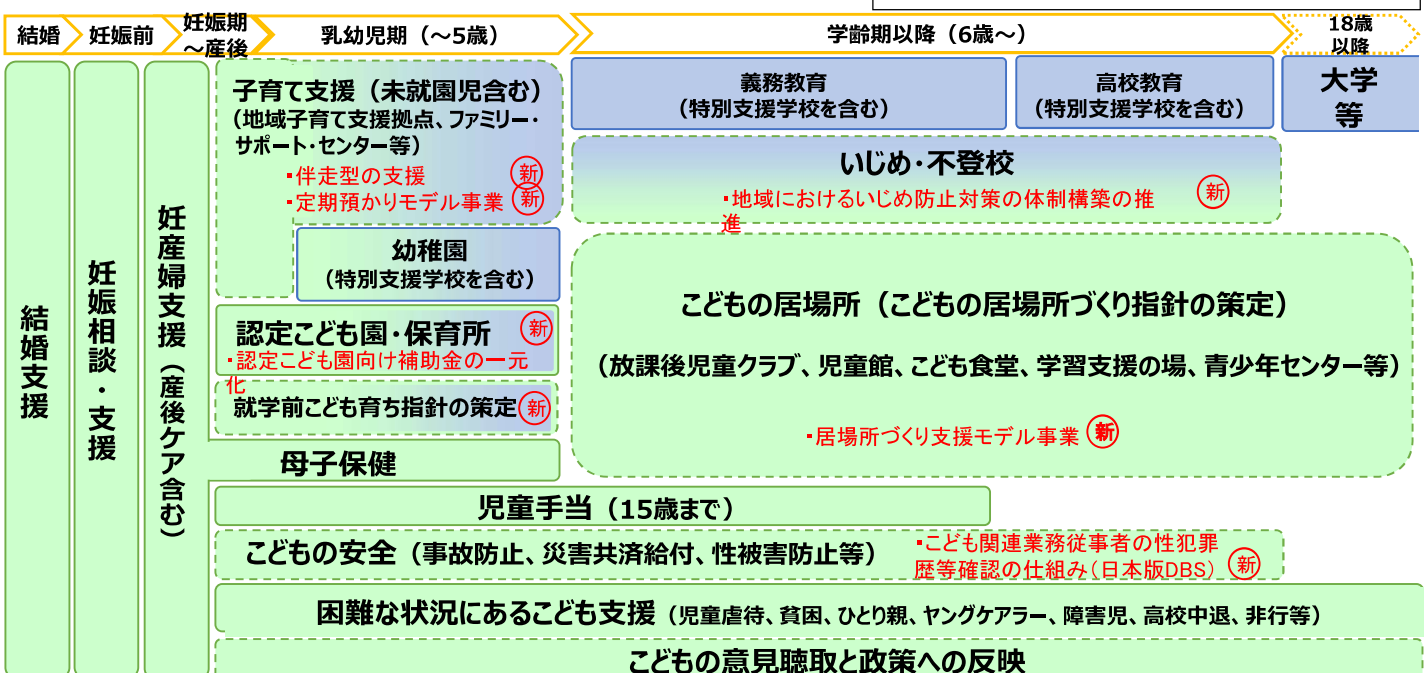 結婚
妊娠前
妊娠期
～産後
乳幼児期（～5歳）
学齢期以降（6歳～）
18歳
以降
子育て支援（未就園児含む）
（地域子育て支援拠点、ファミリー・
サポート・センター等）
・伴走型の支援 新
・定期預かりモデル事業 新
義務教育
（特別支援学校を含む）
高校教育
（特別支援学校を含む）
大学
等
いじめ・不登校
・地域におけるいじめ防止対策の体制構築の推 新
進
幼稚園
（特別支援学校を含む）
認定こども園・保育所 新
・認定こども園向け補助金の一元
化
就学前こども育ち指針の策定 新
こどもの居場所（こどもの居場所づくり指針の策定）
（放課後児童クラブ、児童館、こども食堂、学習支援の場、青少年センター等）
・居場所づくり支援モデル事業 新
結婚支援
妊娠相談・支援
妊産婦支援（産後ケア含む）
母子保健
児童手当（15歳まで）
こどもの安全（事故防止、災害共済給付、性被害防止等）
・こども関連業務従事者の性犯罪
歴等確認の仕組み（日本版DBS） 新
困難な状況にあるこども支援（児童虐待、貧困、ひとり親、ヤングケアラー、障害児、高校中退、非行等）
こどもの意見聴取と政策への反映